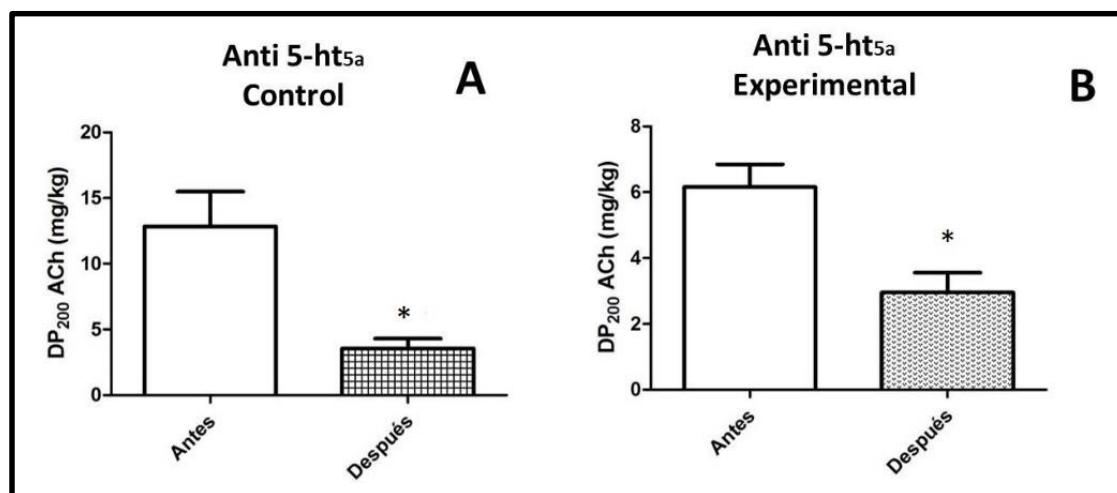 Anti 5-ht5a
Control
A
DP200 ACh (mg/kg)
20
15
10
5
0
*
Antes
Después
Anti 5-ht5a
Experimental
B
DP200 ACh (mg/kg)
8
6
4
2
0
*
Antes
Después